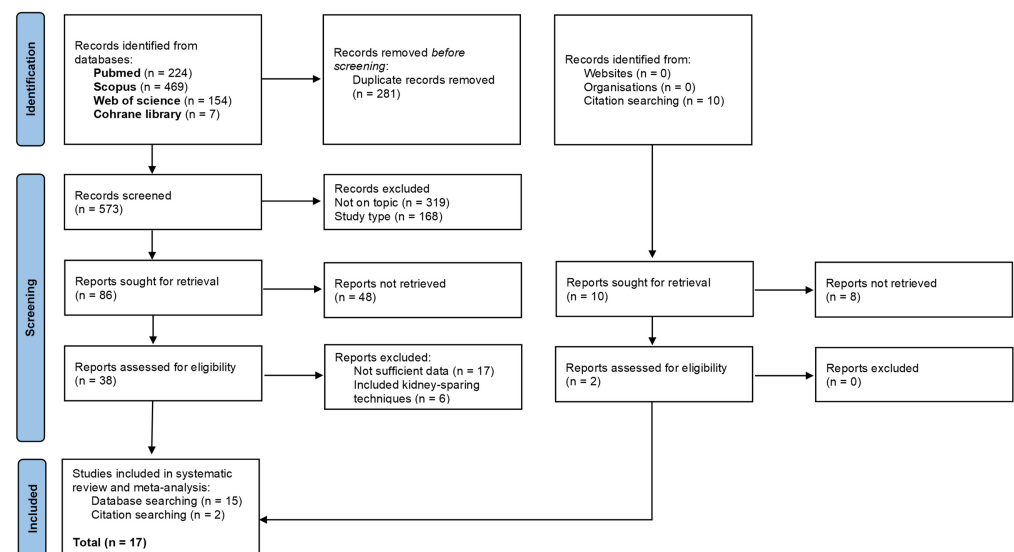 Identification
Records identified from
databases:
Pubmed (n = 224)
Scopus (n = 469)
Web of science (n = 154)
Cohrane library (n = 7)
Records removed before
screening:
Duplicate records removed
(n = 281)
Records identified from:
Websites (n = 0)
Organisations (n = 0)
Citation searching (n = 10)
Screening
Records screened
(n = 573)
Records excluded
Not on topic (n = 319)
Study type (n = 168)
Reports sought for retrieval
(n = 86)
Reports not retrieved
(n = 48)
Reports sought for retrieval
(n = 10)
Reports not retrieved
(n = 8)
Reports assessed for eligibility
(n = 38)
Reports excluded:
Not sufficient data (n = 17)
Included kidney-sparing
techniques (n = 6)
Reports assessed for eligibility
(n = 2)
Reports excluded
(n = 0)
Included
Studies included in systematic
review and meta-analysis:
Database searching (n = 15)
Citation searching (n = 2)
Total (n = 17)